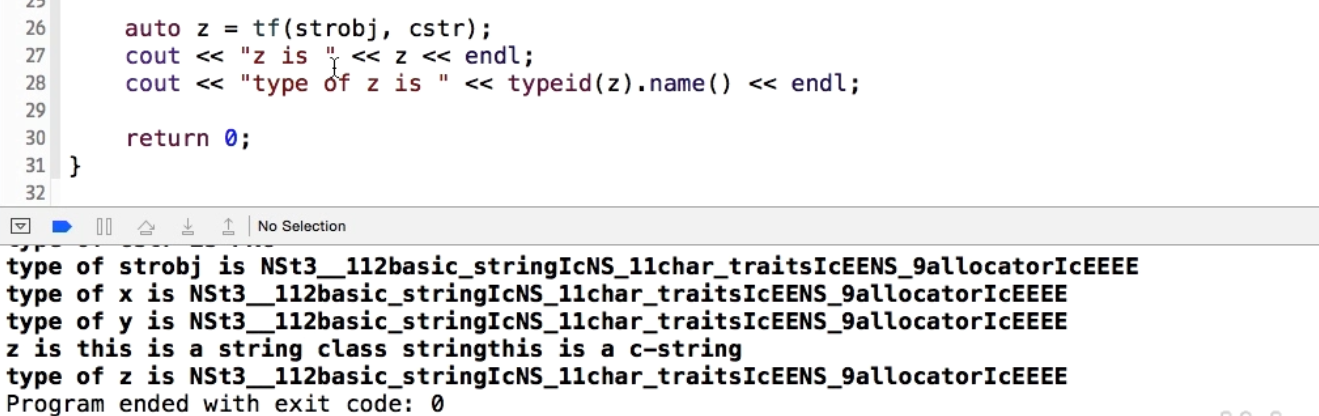 26 auto z = tf(strobj, cstr);
27 cout << "z is " << z << endl;
28 cout << "type of z is " << typeid(z).name() << endl;
29
30 return 0;
31 }
32
No Selection
type of strobj is NSt3__112basic_stringIcNS_11char_traitsIcEENS_9allocatorIcEEEE
type of x is NSt3__112basic_stringIcNS_11char_traitsIcEENS_9allocatorIcEEEE
type of y is NSt3__112basic_stringIcNS_11char_traitsIcEENS_9allocatorIcEEEE
z is this is a string class stringthis is a c-string
type of z is NSt3__112basic_stringIcNS_11char_traitsIcEENS_9allocatorIcEEEE
Program ended with exit code: 0